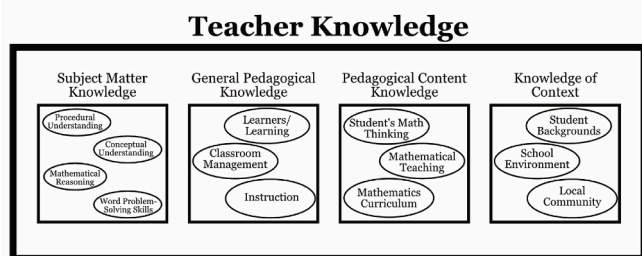 Teacher Knowledge
Subject Matter
Knowledge
Procedural
Understanding
Conceptual
Understanding
Mathematical
Reasoning
Word Problem-
Solving Skills
General Pedagogical
Knowledge
Learners/
Learning
Classroom
Management
Instruction
Pedagogical Content
Knowledge
Student's Math
Thinking
Mathematical
Teaching
Mathematics
Curriculum
Knowledge of
Context
Student
Backgrounds
School
Environment
Local
Community